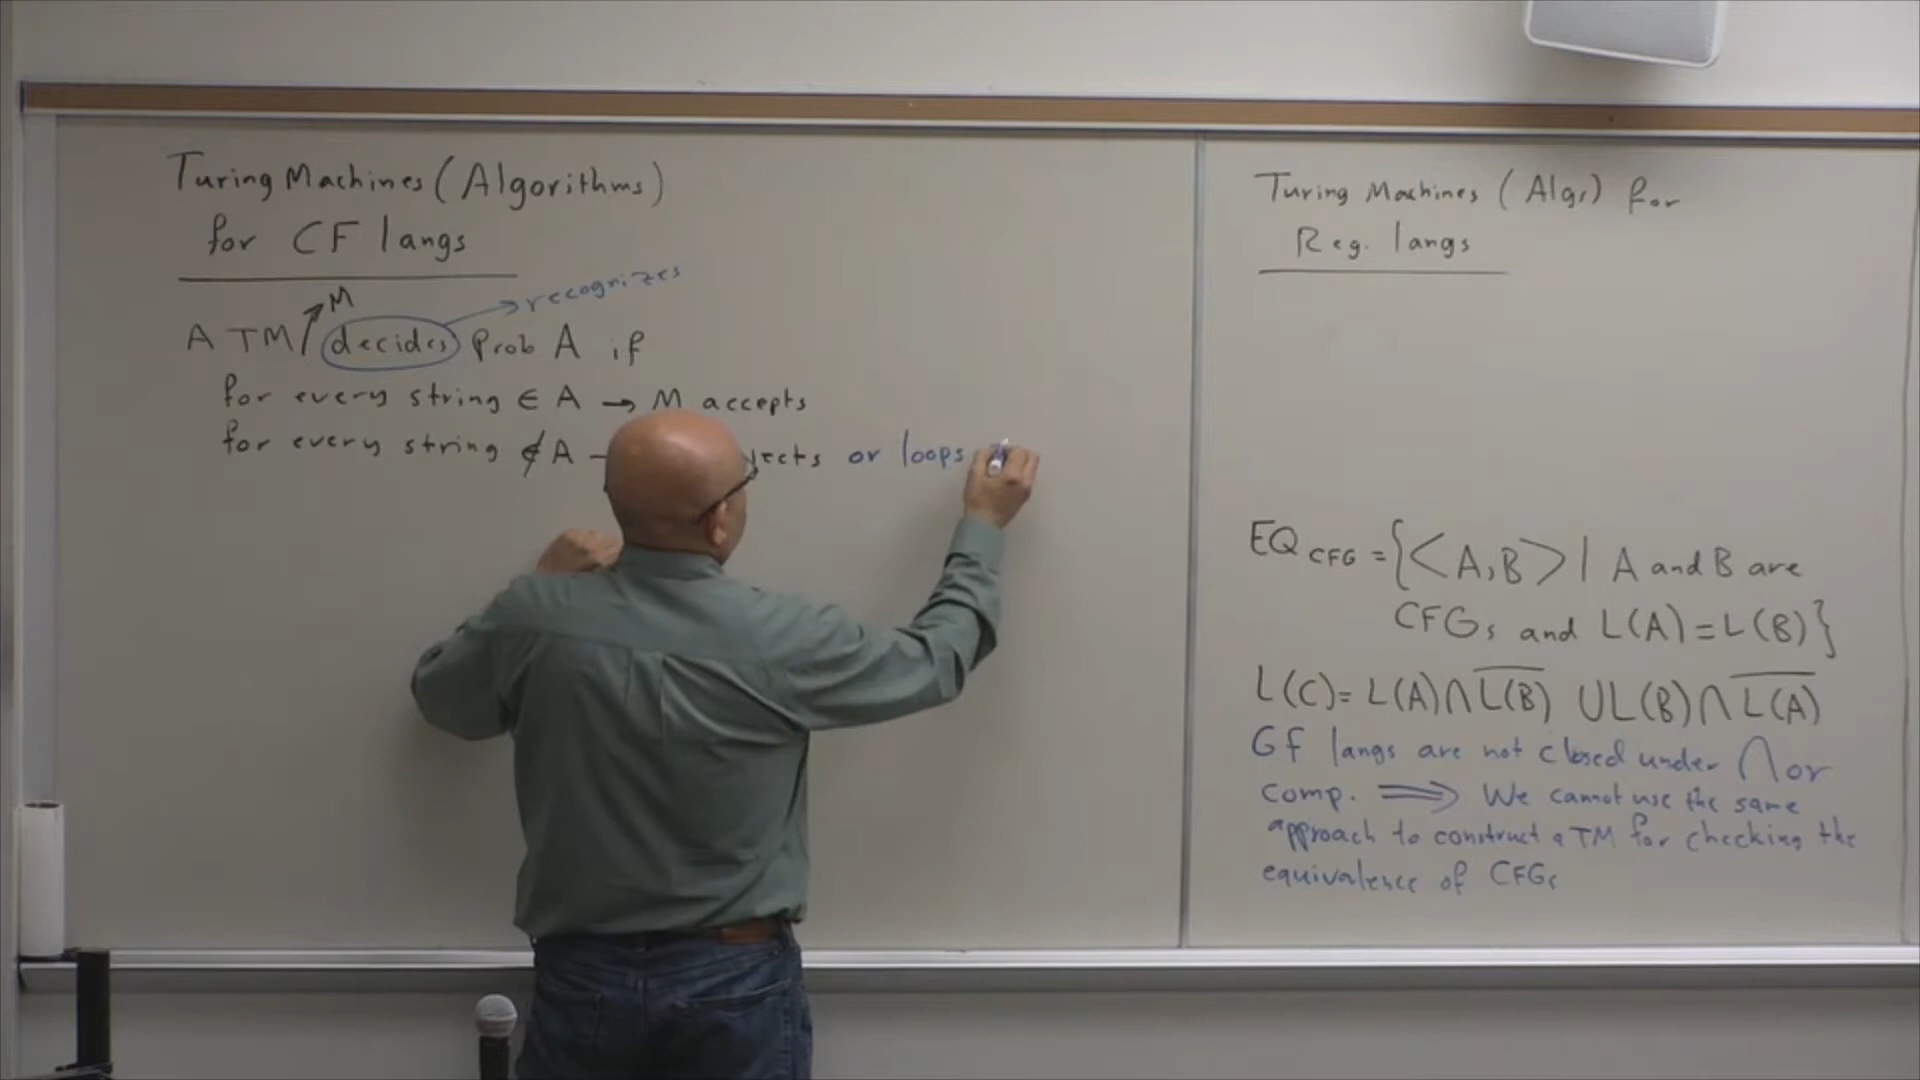 Turing Machines (Algorithms)
for CF langs
M
recognizes
A TM decides Prob A if
for every string ∈ A → M accepts
for every string ∉ A – jects or loops
Turing Machines (Algs) for
Reg. langs
EQ CFG = {<A,B> | A and B are
CFGs and L(A)=L(B)}
L(C)= L(A)∩L̅(̅B̅)̅ ∪ L(B)∩L̅(̅A̅)̅
CF langs are not closed under ∩ or
comp. ⟹ We cannot use the same
approach to construct a TM for checking the
equivalence of CFGs